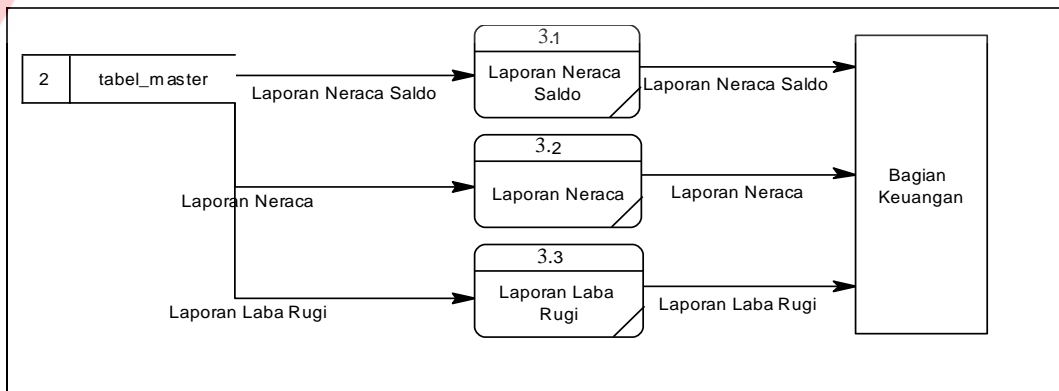 3.1
2
tabel_master
Laporan Neraca
Saldo
Laporan Neraca Saldo
Laporan Neraca Saldo
3.2
Laporan Neraca
Laporan Neraca
Laporan Neraca
Bagian
Keuangan
3.3
Laporan Laba
Rugi
Laporan Laba Rugi
Laporan Laba Rugi